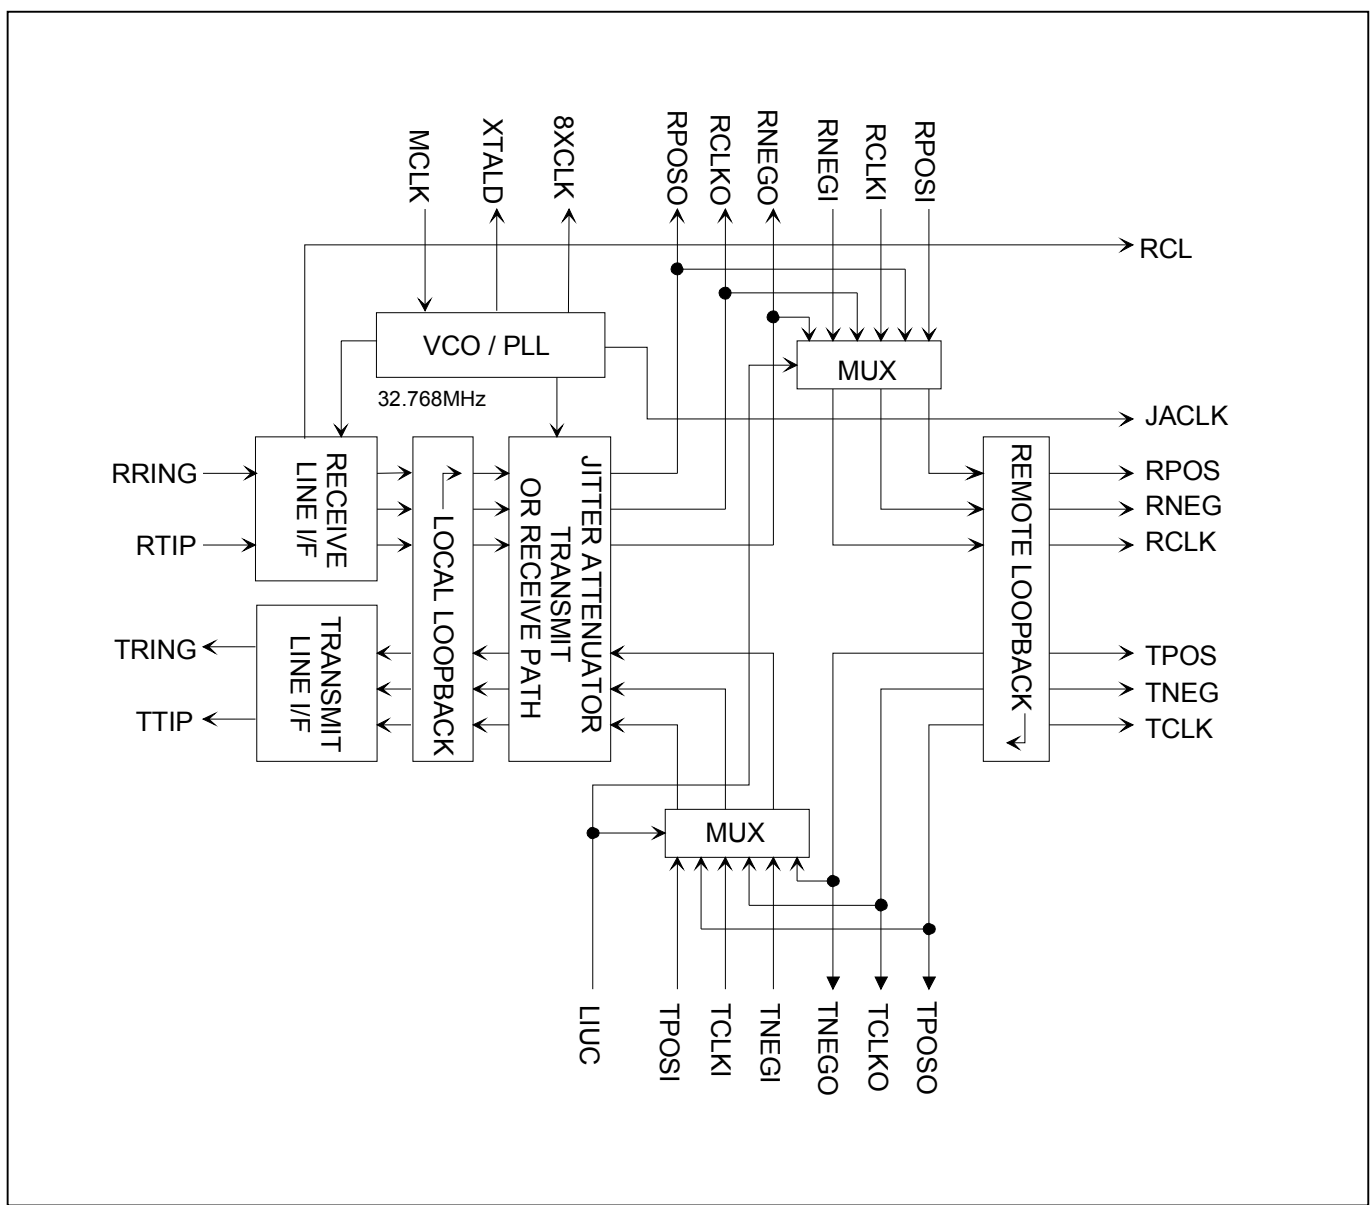 MCLK
XTALD
8XCLK
RPOSO
RCLKO
RNEGO
RNEGI
RCLKI
RPOSI
RCL
VCO / PLL
MUX
32.768MHz
JACLK
RRING
RTIP
RECEIVE
LINE I/F
LOCAL LOOPBACK
JITTER ATTENUATOR
TRANSMIT
OR RECEIVE PATH
REMOTE LOOPBACK
RPOS
RNEG
RCLK
TRING
TTIP
TRANSMIT
LINE I/F
TPOS
TNEG
TCLK
MUX
LIUC
TPOSI
TCLKI
TNEGI
TNEGO
TCLKO
TPOSO